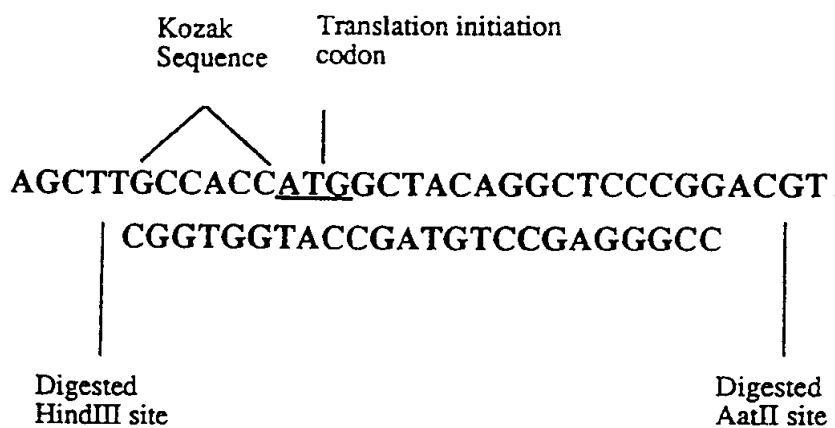 Kozak
Sequence
Translation initiation
codon
AGCTTGCCACCATGGCTACAGGCTCCCGGACGT
CGGTGGTACCGATGTCCGAGGGCC
Digested
HindIII site
Digested
AatII site